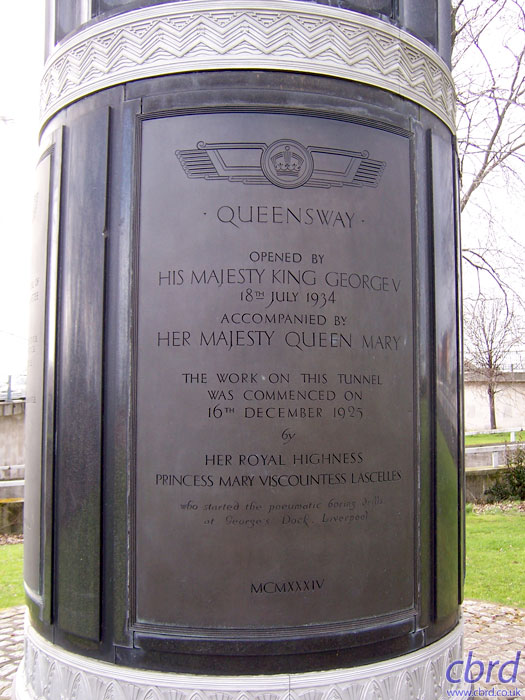 · QUEENSWAY ·
OPENED BY
HIS MAJESTY KING GEORGE V
18TH JULY 1934
ACCOMPANIED BY
HER MAJESTY QUEEN MARY
THE WORK ON THIS TUNNEL
WAS COMMENCED ON
16TH DECEMBER 1925
by
HER ROYAL HIGHNESS
PRINCESS MARY VISCOUNTESS LASCELLES
who started the pneumatic boring drills
at George's Dock, Liverpool
MCMXXXIV
cbrd
www.cbrd.co.uk